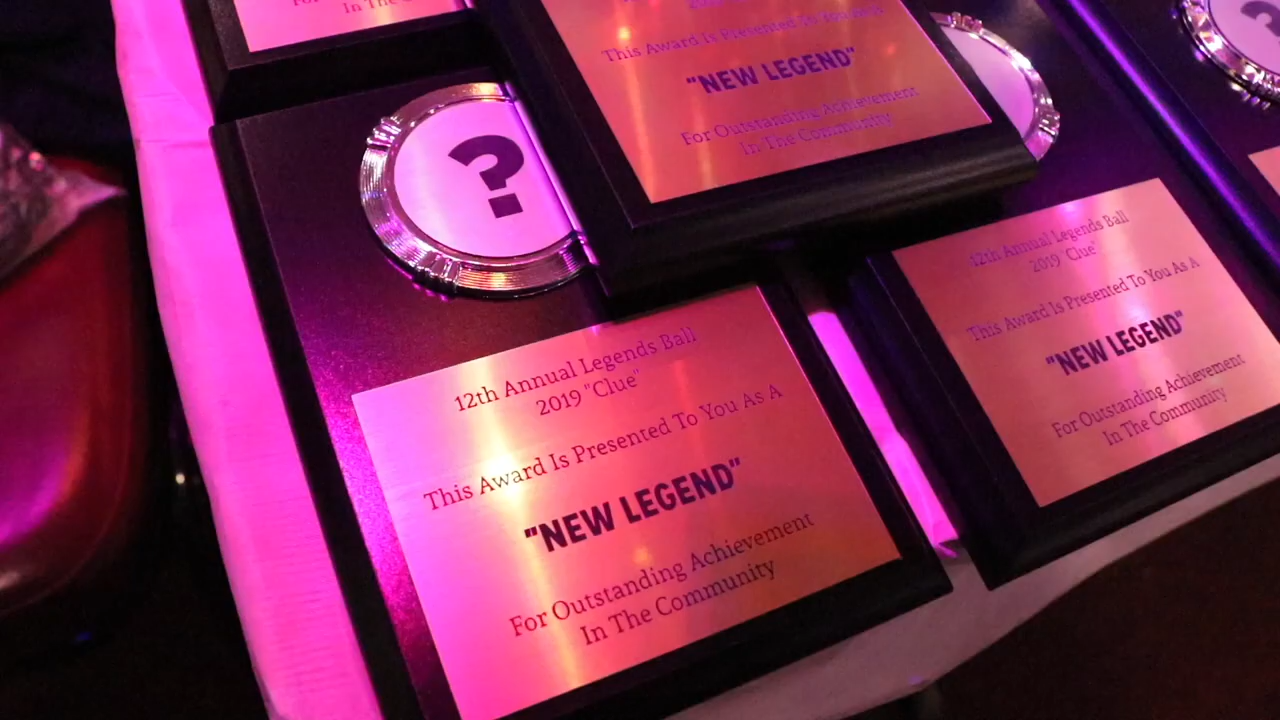 In The
This Award Is Presented To You As A
"NEW LEGEND"
For Outstanding Achievement
In The Community
?
12th Annual Legends Ball
2019 "Clue"
This Award Is Presented To You As A
"NEW LEGEND"
For Outstanding Achievement
In The Community
12th Annual Legends Ball
2019 "Clue"
This Award Is Presented To You As A
"NEW LEGEND"
For Outstanding Achievement
In The Community